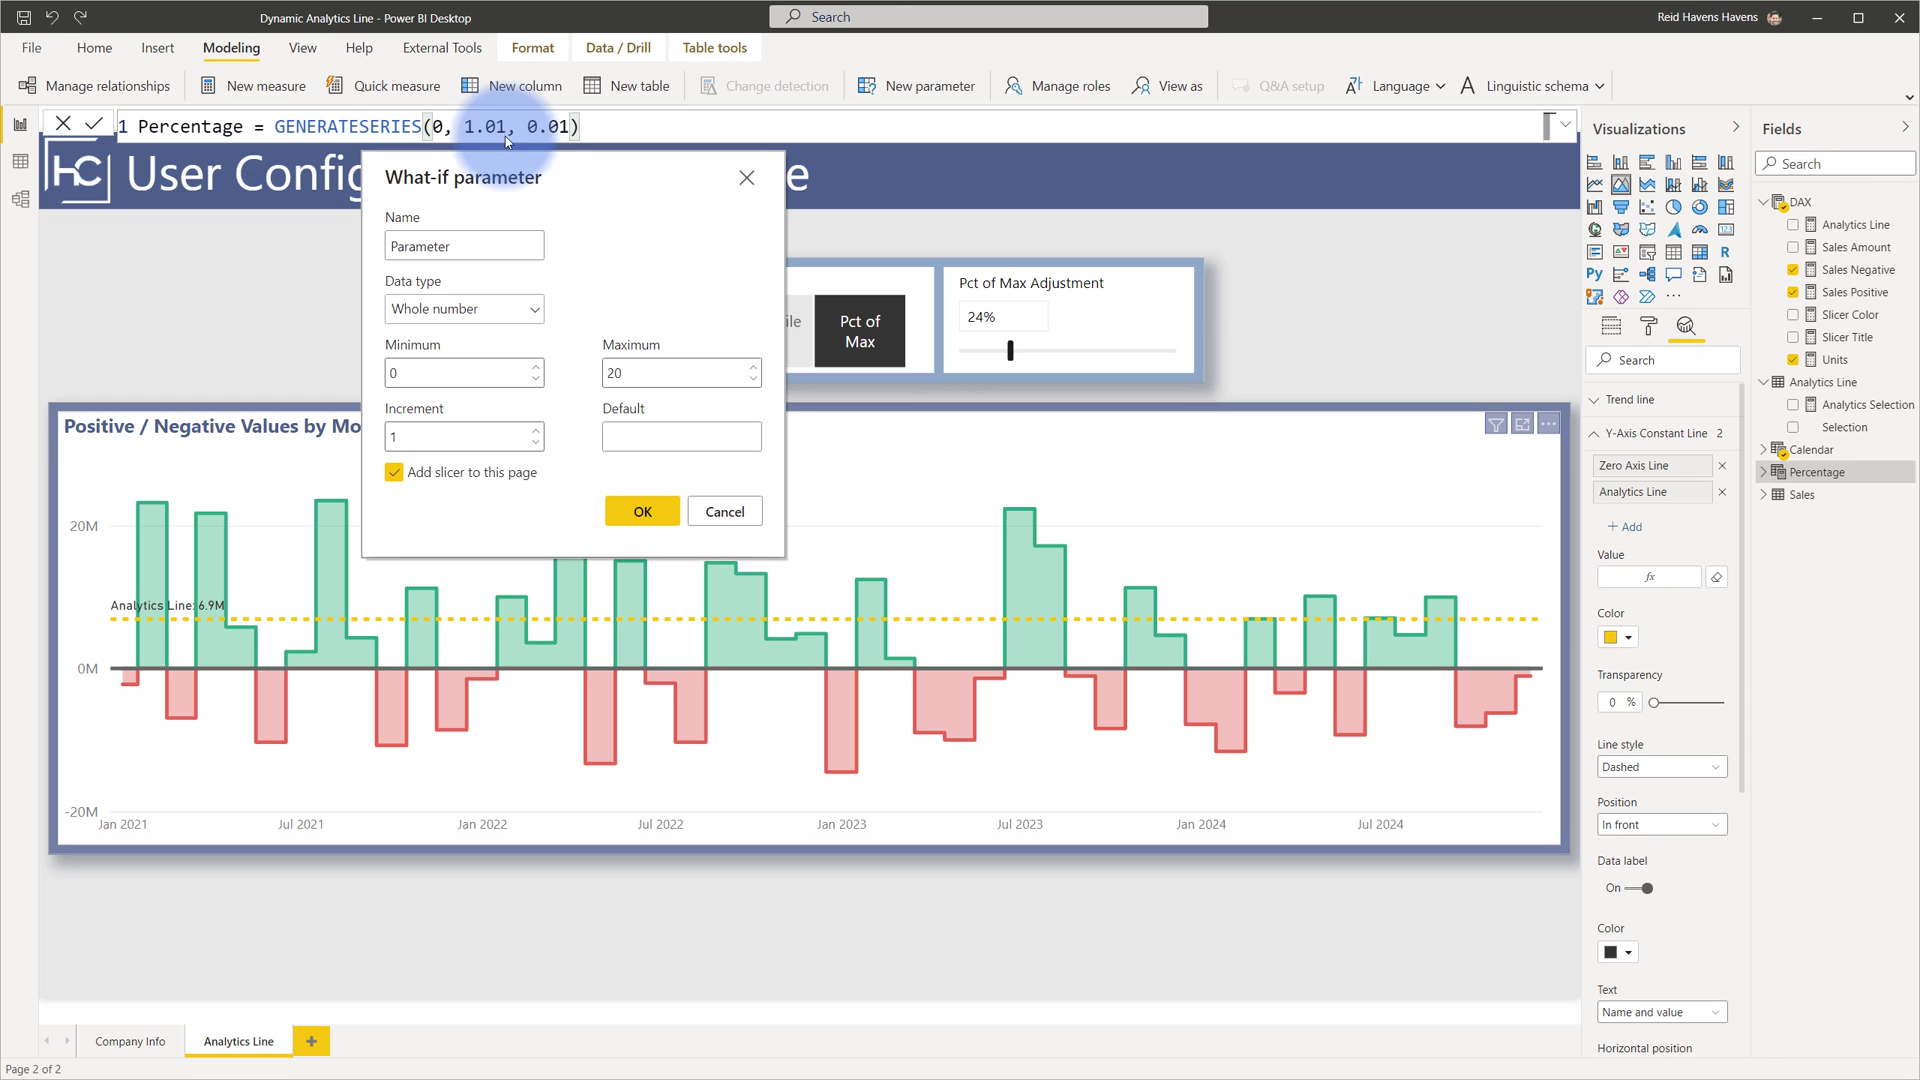 Dynamic Analytics Line - Power BI Desktop
Search
Reid Havens Havens
File Home Insert Modeling View Help External Tools Format Data / Drill Table tools
Manage relationships New measure Quick measure New column New table Change detection New parameter Manage roles View as Q&A setup Language Linguistic schema
1 Percentage = GENERATESERIES(0, 1.01, 0.01)
HC User Config
e
What-if parameter
Name
Parameter
Data type
Whole number
Minimum Maximum
0 20
Increment Default
1
Add slicer to this page
OK Cancel
ile
Pct of
Max
Pct of Max Adjustment
24%
Positive / Negative Values by Mo
20M
Analytics Line: 6.9M
0M
-20M
Jan 2021 Jul 2021 Jan 2022 Jul 2022 Jan 2023 Jul 2023 Jan 2024 Jul 2024
Visualizations
123
R
Py
Search
Trend line
Y-Axis Constant Line 2
Zero Axis Line
Analytics Line
Add
Value
fx
Color
Transparency
0 %
Line style
Dashed
Position
In front
Data label
On
Color
Text
Name and value
Horizontal position
Fields
Search
DAX
Analytics Line
Sales Amount
Sales Negative
Sales Positive
Slicer Color
Slicer Title
Units
Analytics Line
Analytics Selection
Selection
Calendar
Percentage
Sales
Company Info Analytics Line
Page 2 of 2